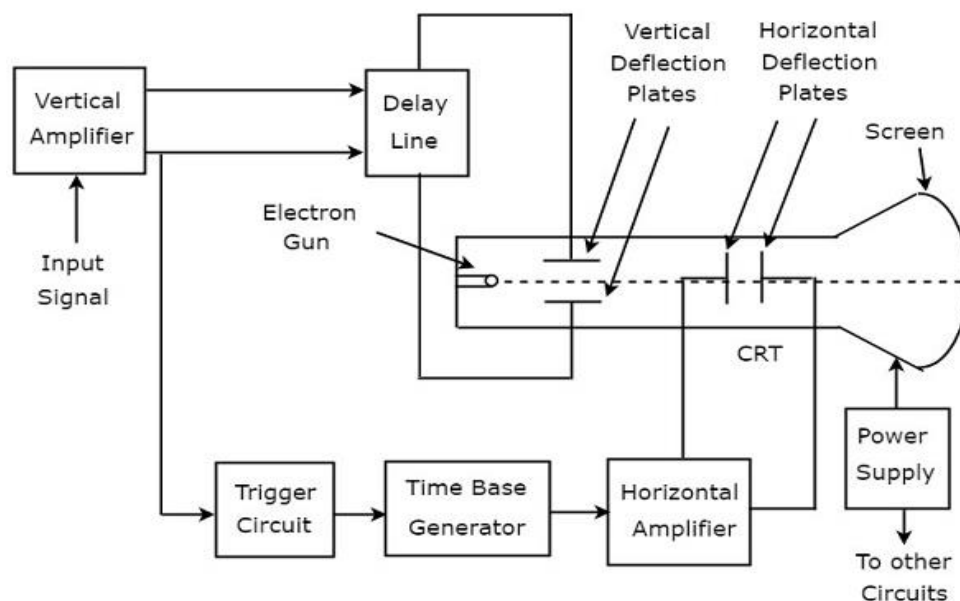 Vertical
Amplifier
Input
Signal
Delay
Line
Electron
Gun
Vertical
Deflection
Plates
Horizontal
Deflection
Plates
Screen
CRT
Trigger
Circuit
Time Base
Generator
Horizontal
Amplifier
Power
Supply
To other
Circuits